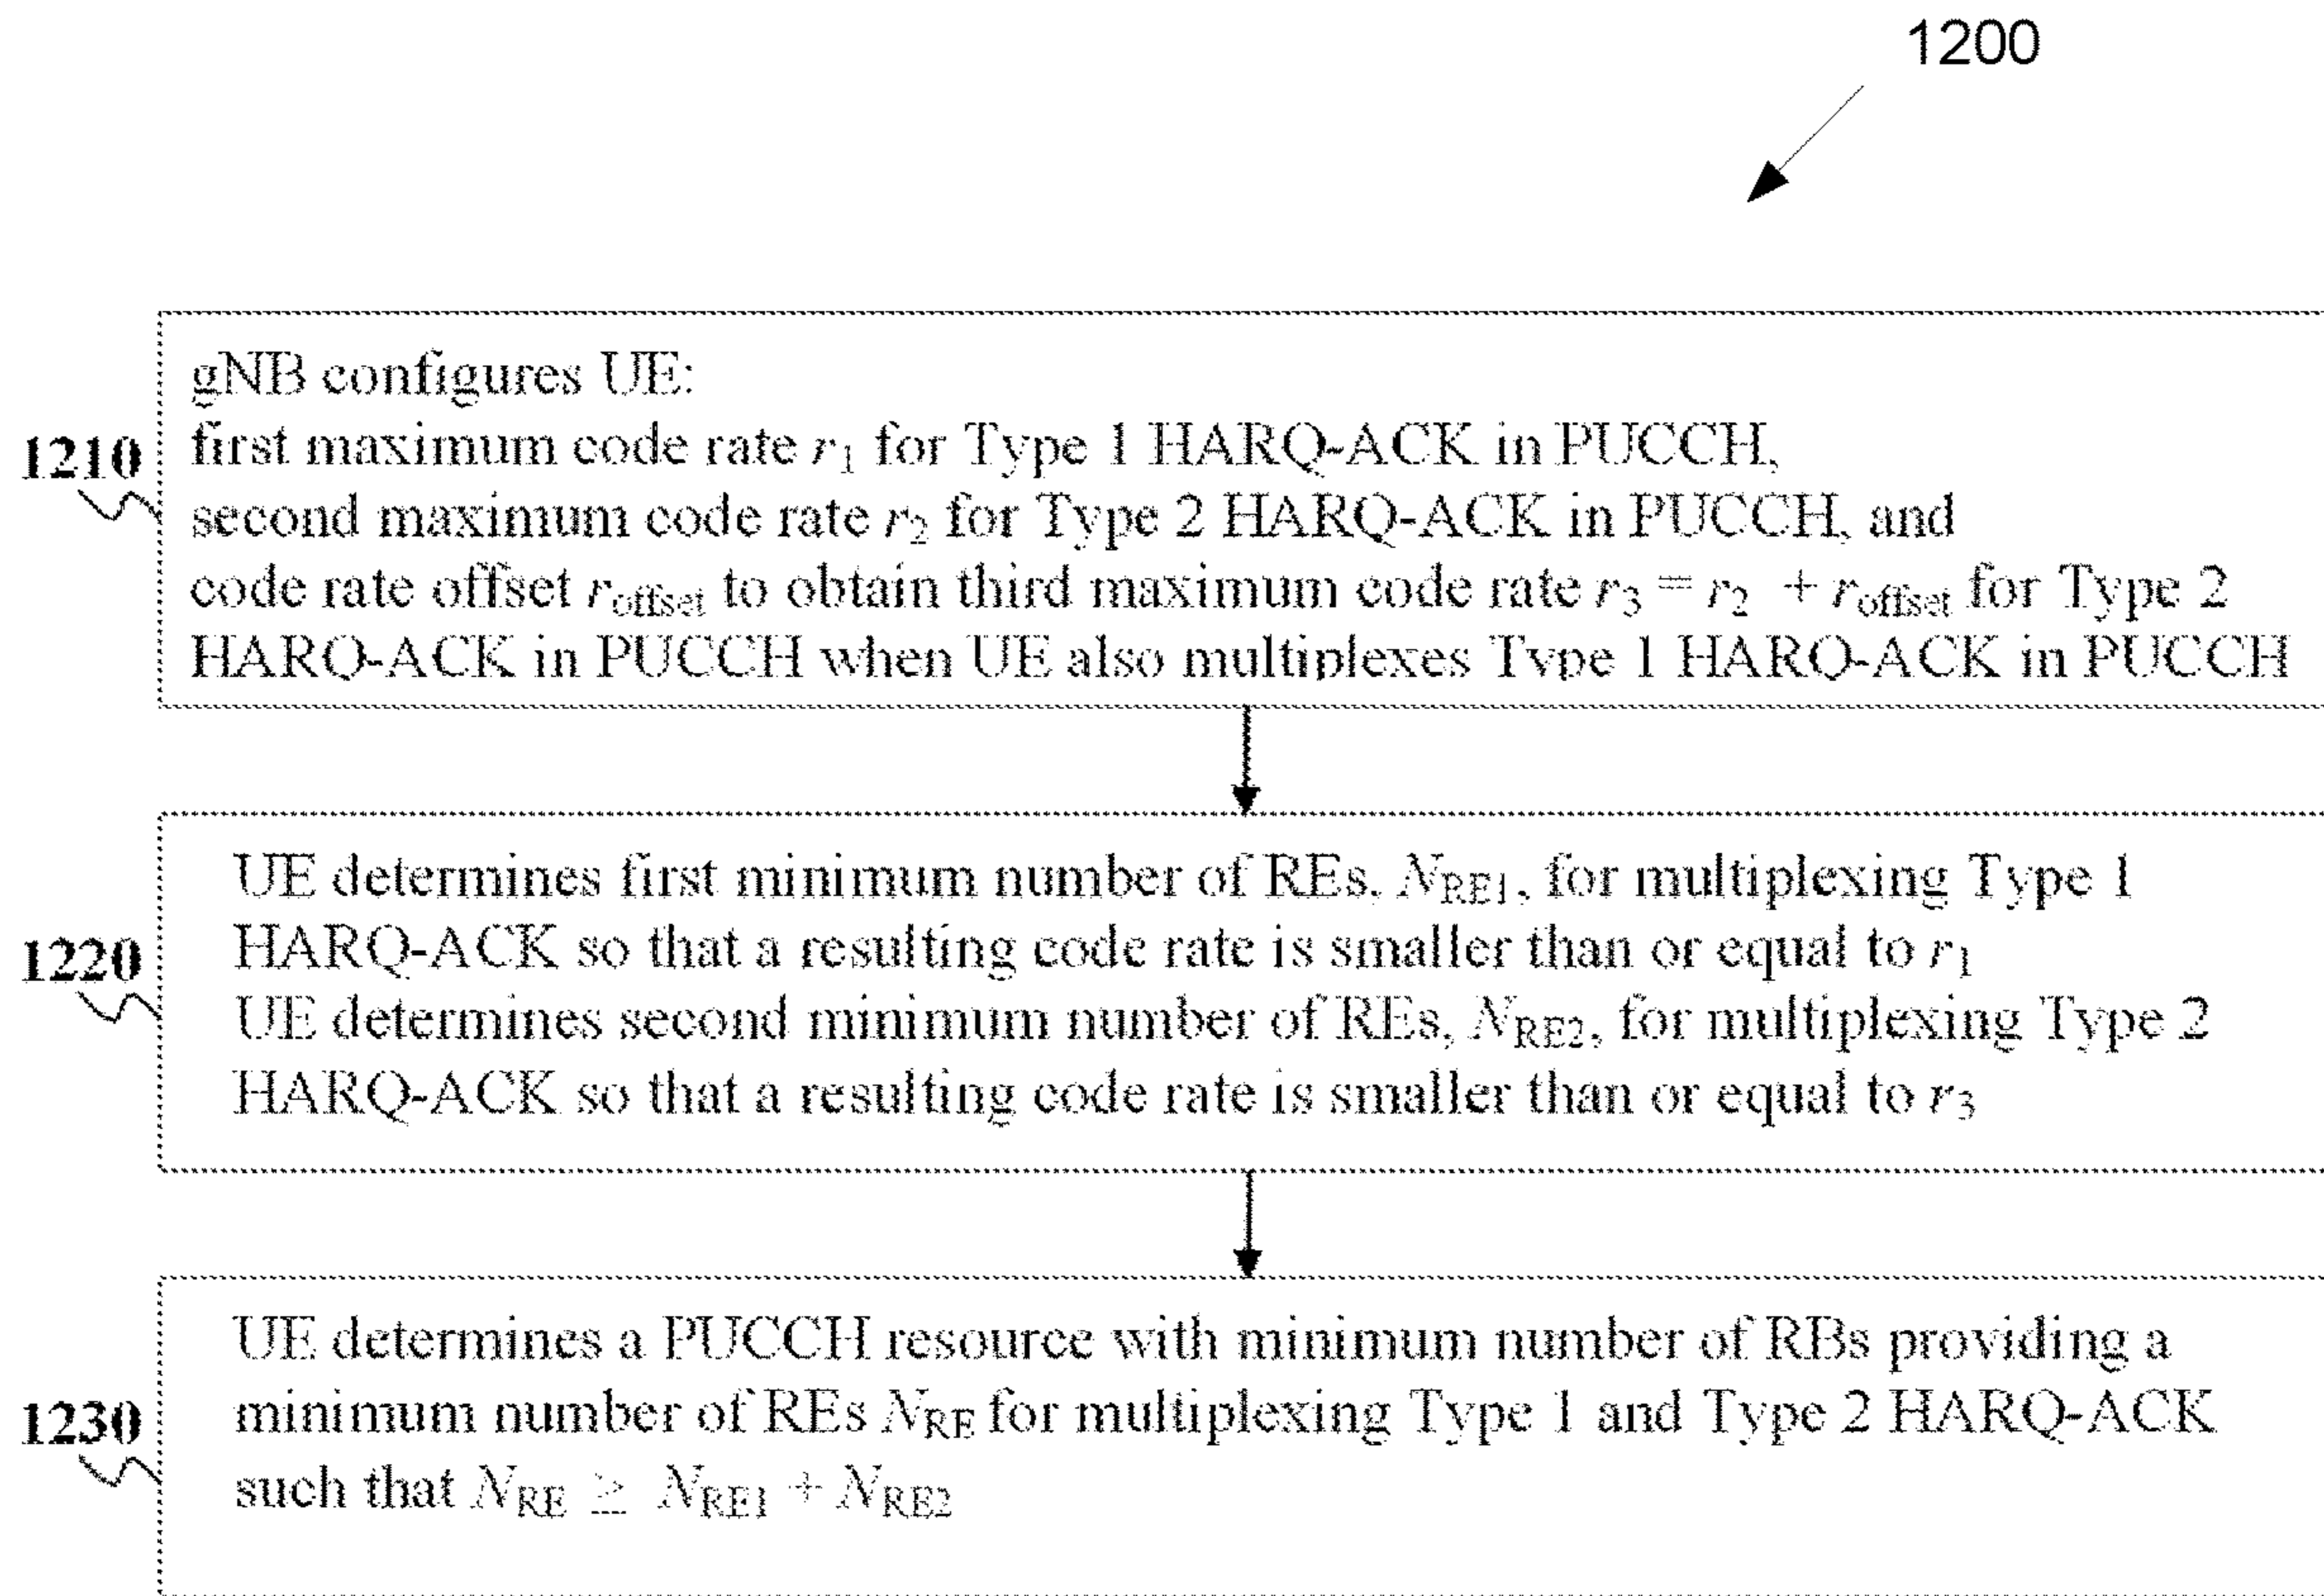 1200
gNB configures UE:
first maximum code rate r1 for Type 1 HARQ-ACK in PUCCH,
1210
second maximum code rate r2 for Type 2 HARQ-ACK in PUCCH, and
code rate offset roffset to obtain third maximum code rate r3 = r2 + roffset for Type 2
HARQ-ACK in PUCCH when UE also multiplexes Type 1 HARQ-ACK in PUCCH
UE determines first minimum number of REs, NRE1, for multiplexing Type 1
HARQ-ACK so that a resulting code rate is smaller than or equal to r1
1220
UE determines second minimum number of REs, NRE2, for multiplexing Type 2
HARQ-ACK so that a resulting code rate is smaller than or equal to r3
UE determines a PUCCH resource with minimum number of RBs providing a
minimum number of REs NRE for multiplexing Type 1 and Type 2 HARQ-ACK
1230
such that NRE ≥ NRE1 + NRE2